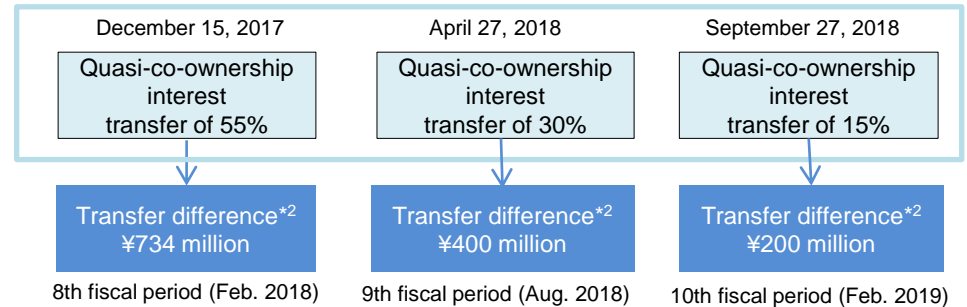 December 15, 2017
Quasi-co-ownership
interest
transfer of 55%
Transfer difference*2
¥734 million
8th fiscal period (Feb. 2018)
April 27, 2018
Quasi-co-ownership
interest
transfer of 30%
Transfer difference*2
¥400 million
9th fiscal period (Aug. 2018)
September 27, 2018
Quasi-co-ownership
interest
transfer of 15%
Transfer difference*2
¥200 million
10th fiscal period (Feb. 2019)